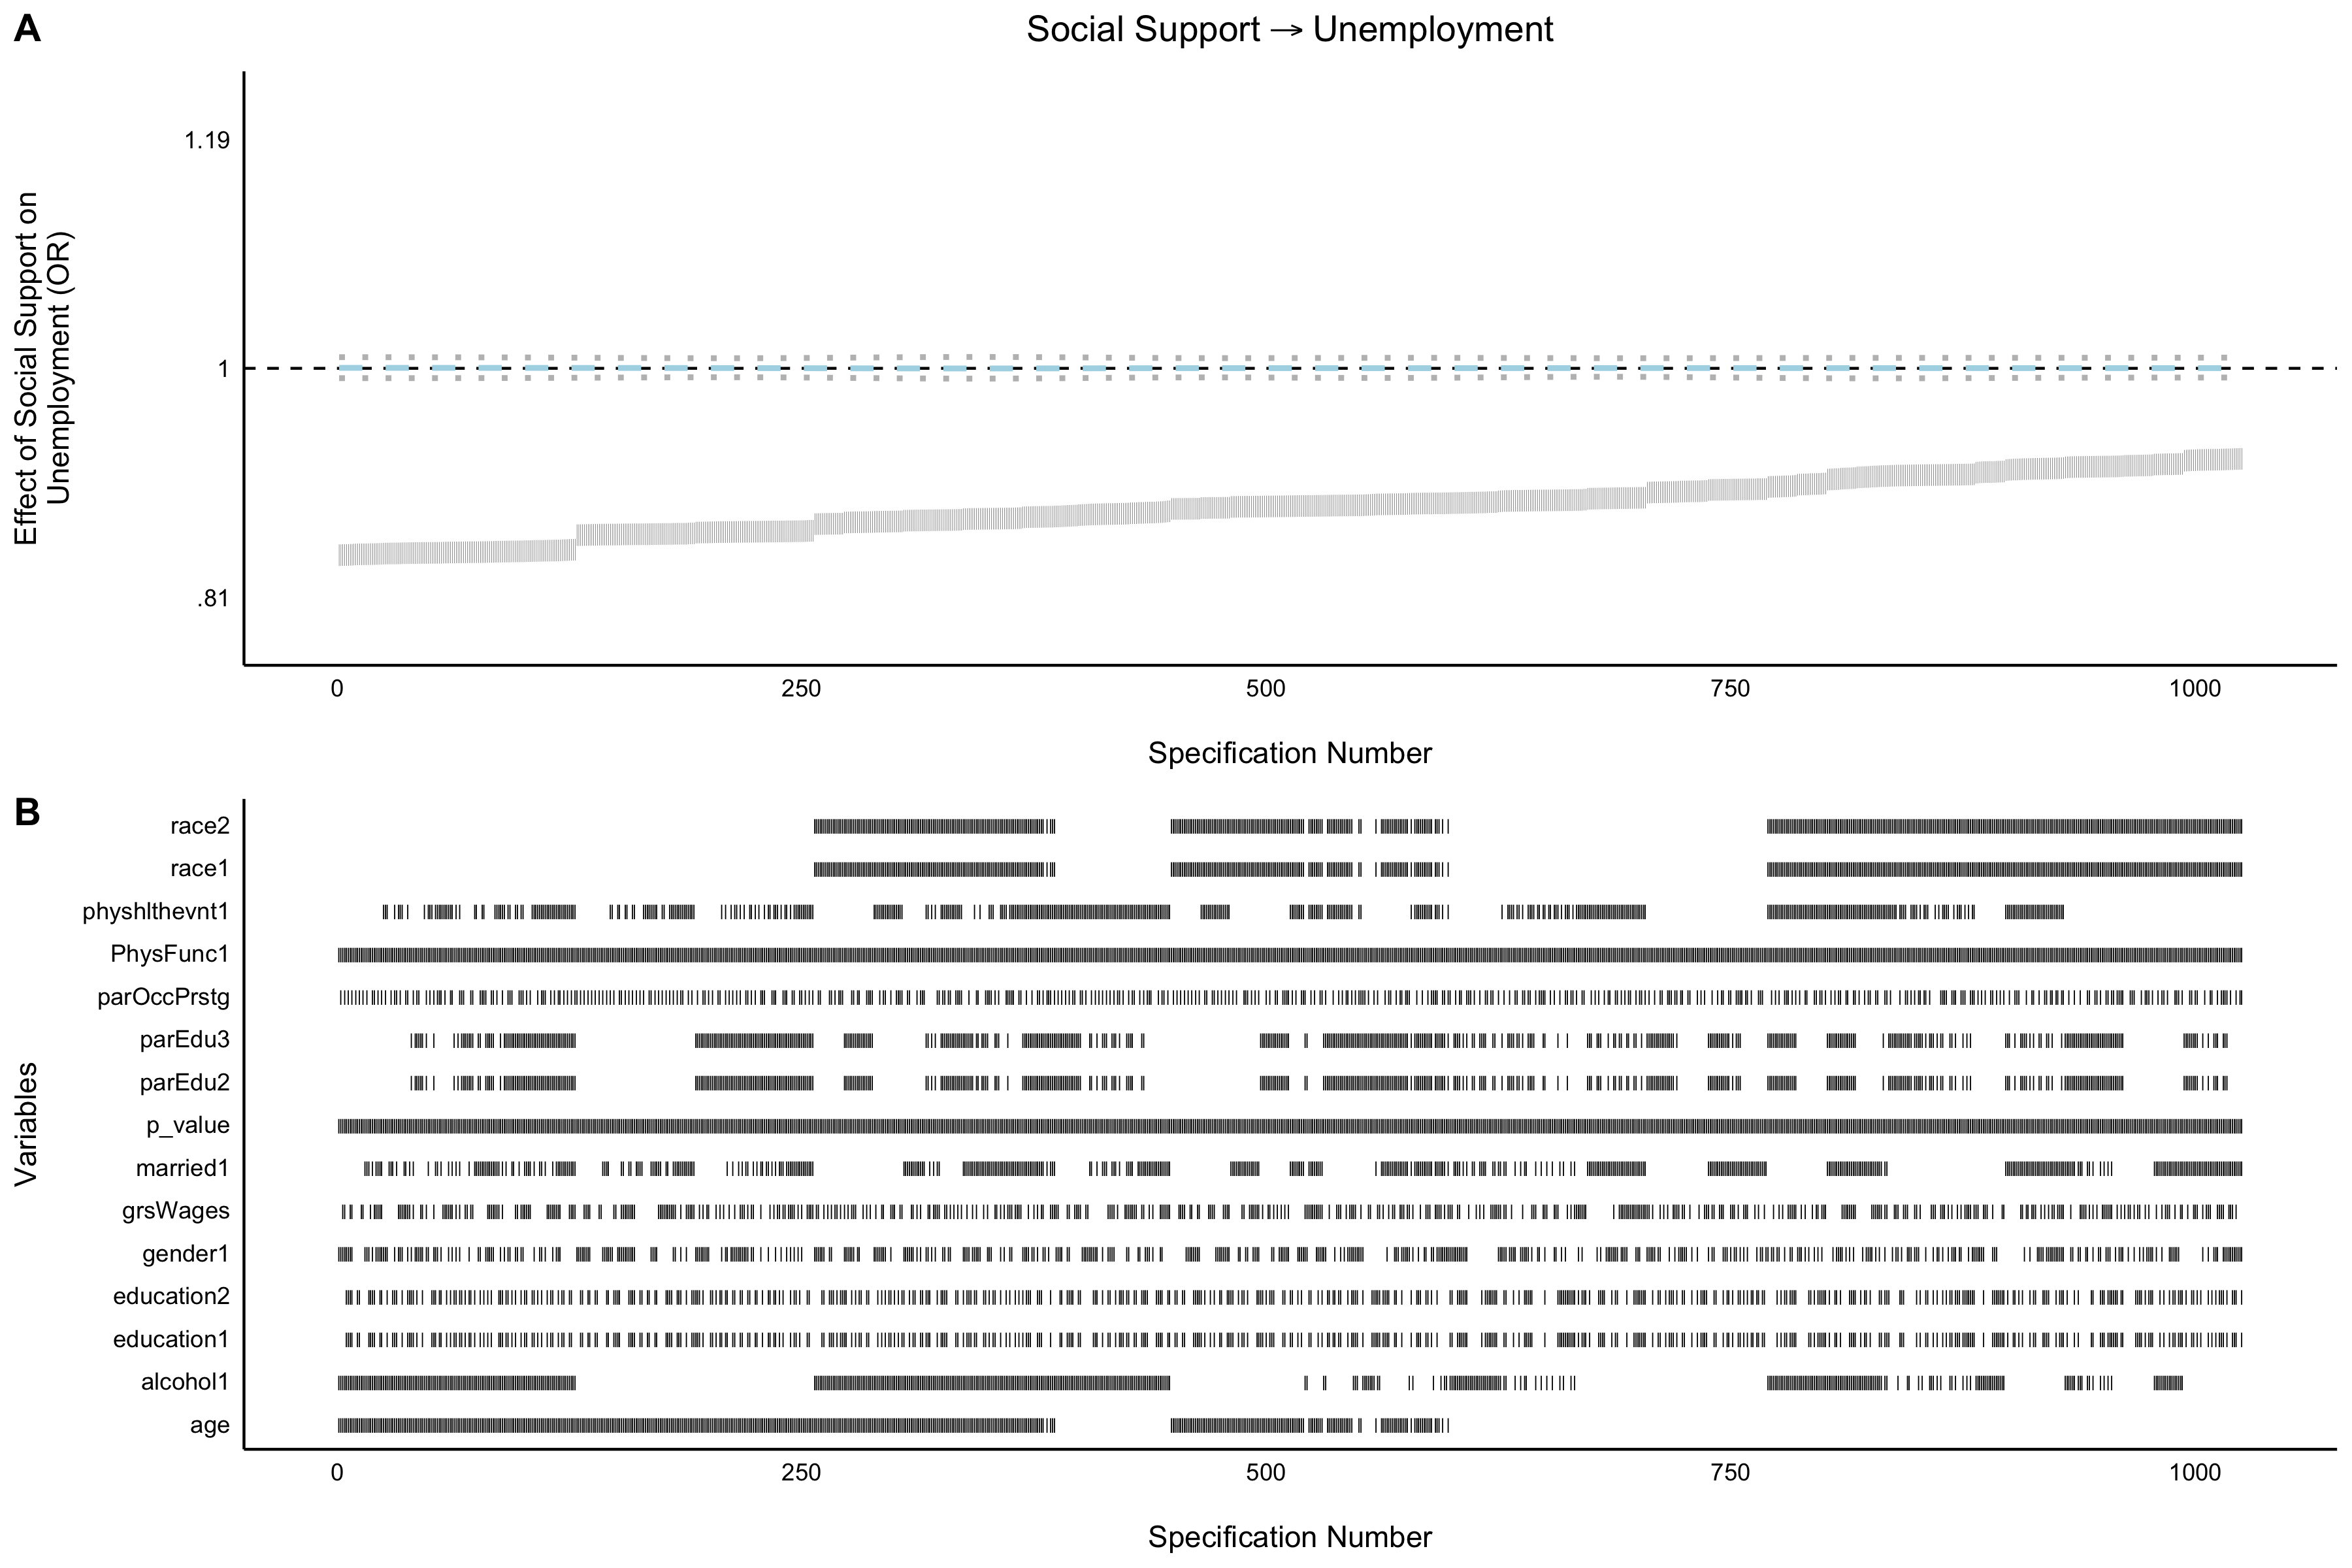 A
Social Support → Unemployment
Effect of Social Support on
Unemployment (OR)
1.19
1
.81
0 250 500 750 1000
Specification Number
B
Variables
race2
race1
physhlthevnt1
PhysFunc1
parOccPrstg
parEdu3
parEdu2
p_value
married1
grsWages
gender1
education2
education1
alcohol1
age
0 250 500 750 1000
Specification Number